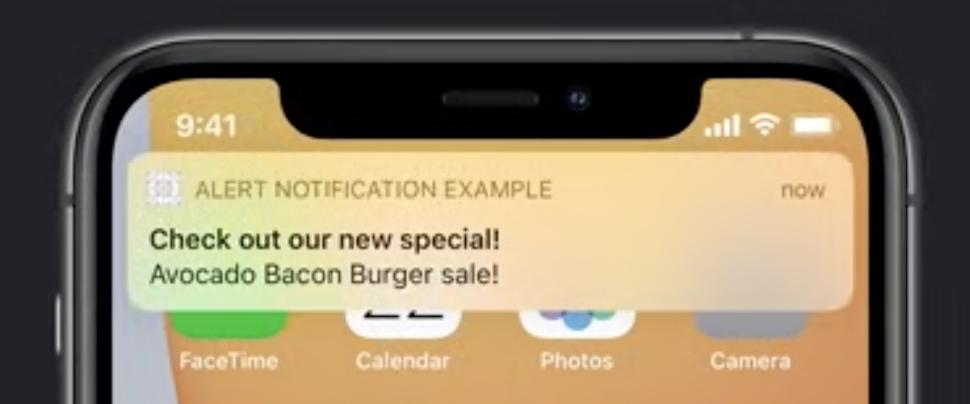 9:41
ALERT NOTIFICATION EXAMPLE now
Check out our new special!
Avocado Bacon Burger sale!
FaceTime Calendar Photos Camera